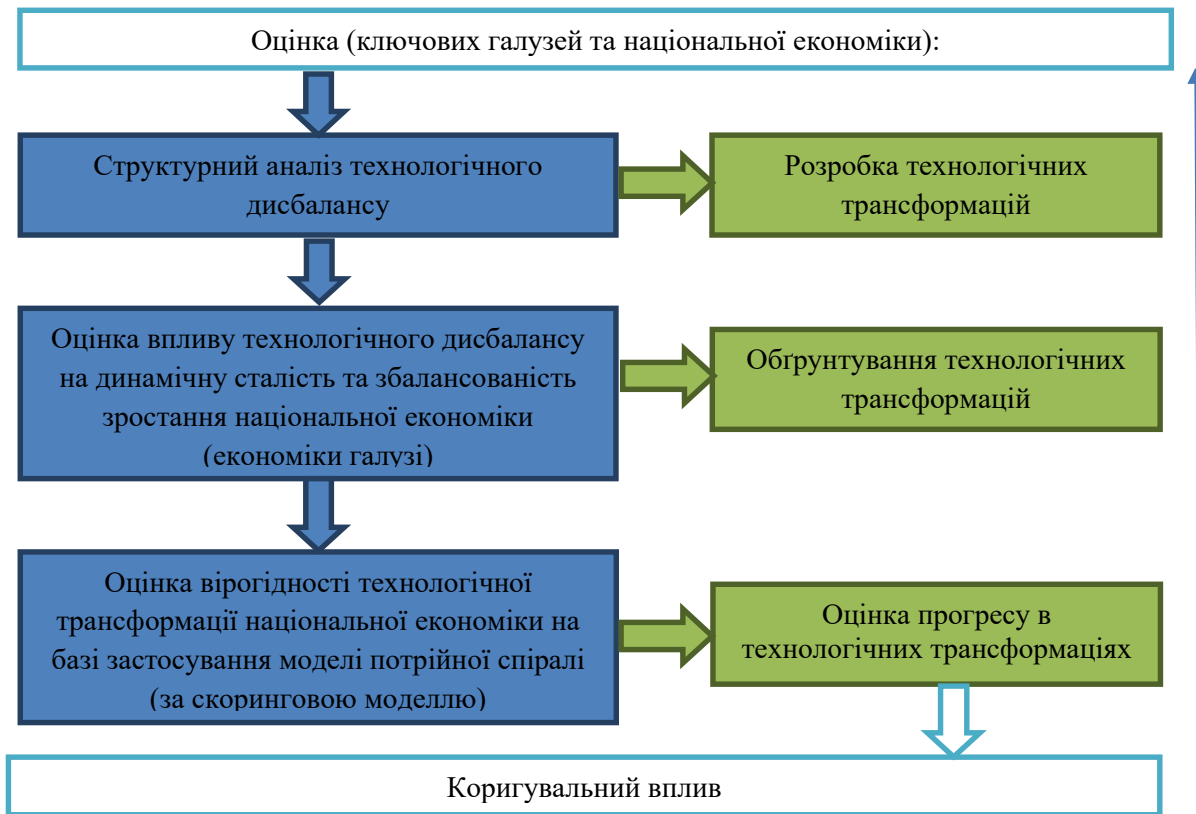 Оцінка (ключових галузей та національної економіки):
Структурний аналіз технологічного
дисбалансу
Розробка технологічних
трансформацій
Оцінка впливу технологічного дисбалансу
на динамічну сталість та збалансованість
зростання національної економіки
(економіки галузі)
Обґрунтування технологічних
трансформацій
Оцінка вірогідності технологічної
трансформації національної економіки на
базі застосування моделі потрійної спіралі
(за скоринговою моделлю)
Оцінка прогресу в
технологічних трансформаціях
Коригувальний вплив